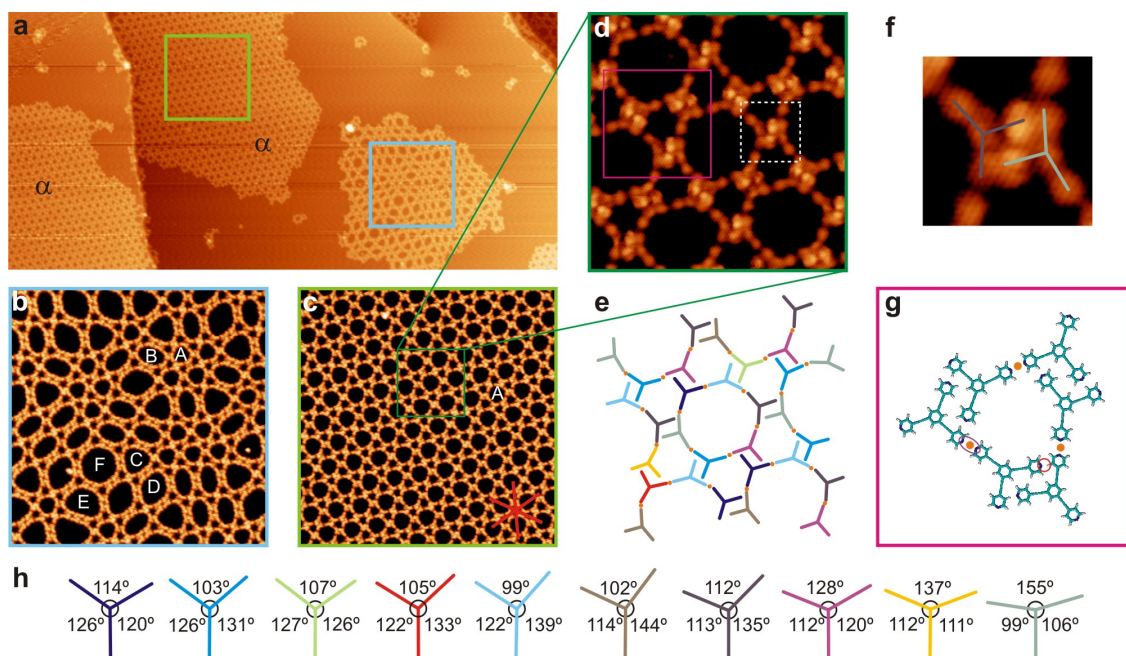 a
α
α
b
B A
F C
D
E
c
A
d
e
f
g
h
114º
126º 120º
103º
126º 131º
107º
127º 126º
105º
122º 133º
99º
122º 139º
102º
114º 144º
112º
113º 135º
128º
112º 120º
137º
112º 111º
155º
99º 106º